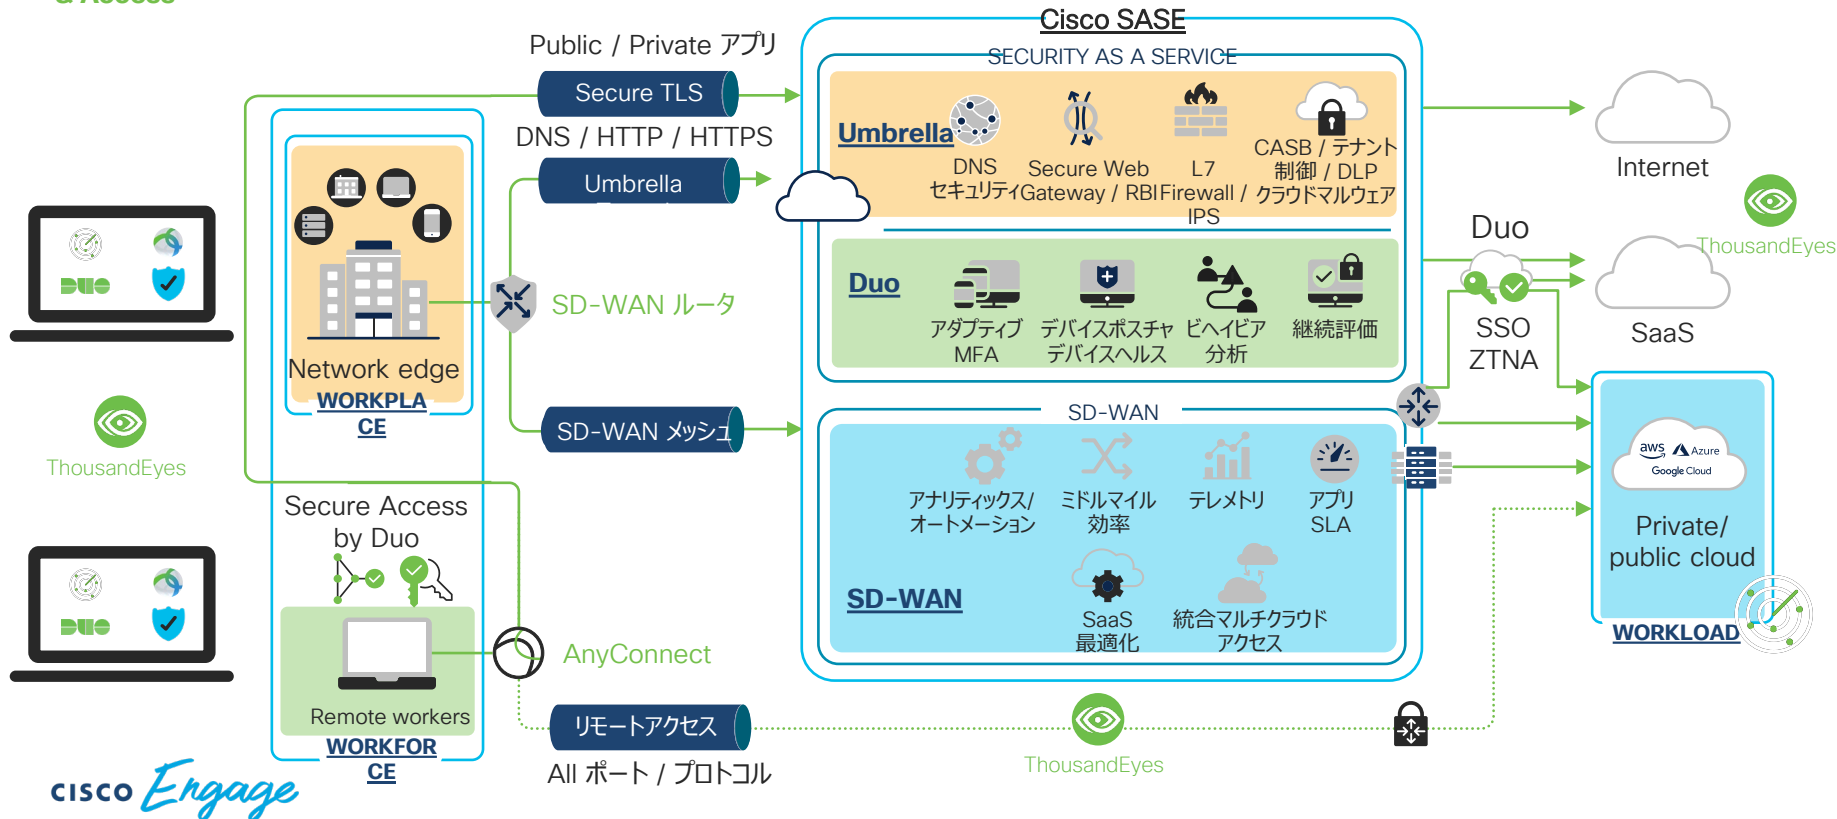 & Access
Public / Private アプリ
Secure TLS
DNS / HTTP / HTTPS
Umbrella
Cisco SASE
SECURITY AS A SERVICE
Umbrella
DNS
セキュリティ
Secure Web
Gateway / RBI
L7
Firewall /
IPS
CASB / テナント
制御 / DLP
クラウドマルウェア
Duo
アダプティブ
MFA
デバイスポスチャ
デバイスヘルス
ビヘイビア
分析
継続評価
SD-WAN
アナリティックス/
オートメーション
ミドルマイル
効率
テレメトリ
アプリ
SLA
SD-WAN
SaaS
最適化
統合マルチクラウド
アクセス
DUO
ThousandEyes
DUO
Network edge
WORKPLA
CE
SD-WAN ルータ
SD-WAN メッシュ
Secure Access
by Duo
Remote workers
WORKFOR
CE
AnyConnect
リモートアクセス
All ポート / プロトコル
ThousandEyes
Internet
ThousandEyes
Duo
SSO
ZTNA
SaaS
aws
Azure
Google Cloud
Private/
public cloud
WORKLOAD
CISCO Engage